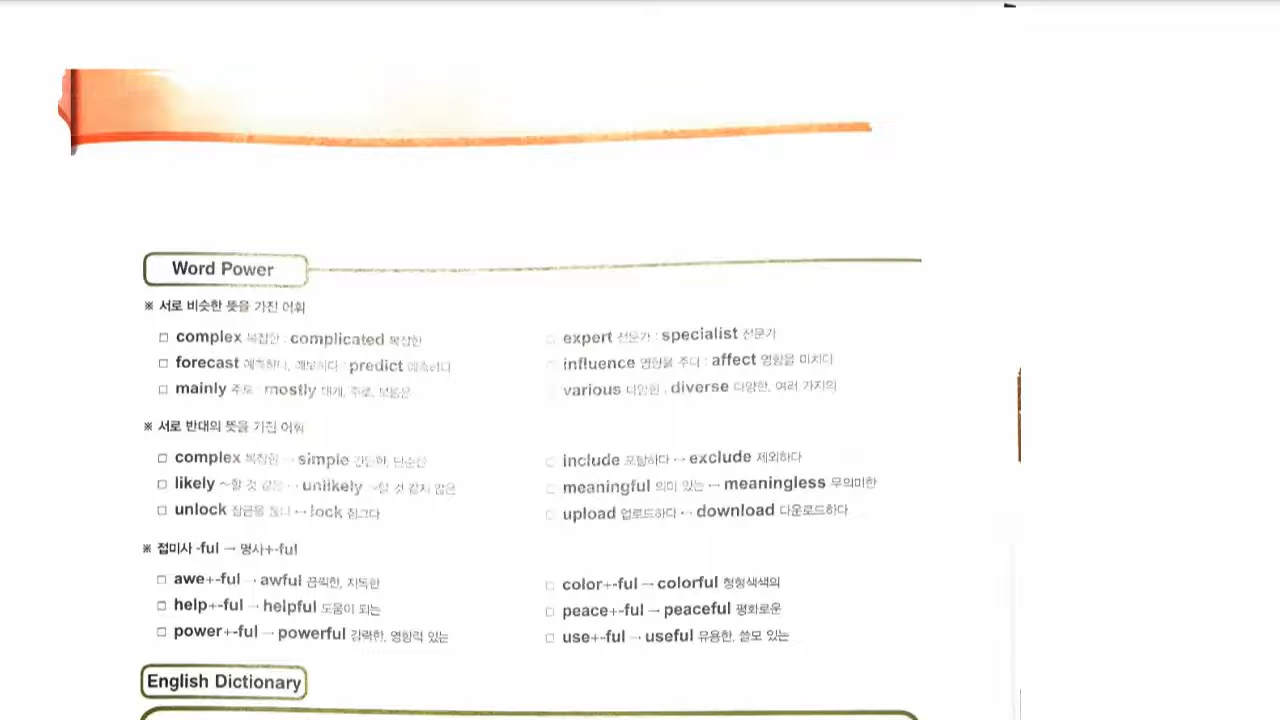 Word Power
※ 서로 비슷한 뜻을 가진 어휘
□ complex 복잡한 : complicated 복잡한
□ expert 전문가 : specialist 전문가
□ forecast 예측하다, 예보하다 : predict 예측하다
□ influence 영향을 주다 : affect 영향을 미치다
□ mainly 주로 : mostly 대개, 주로, 보통은
□ various 다양한 : diverse 다양한, 여러 가지의
※ 서로 반대의 뜻을 가진 어휘
□ complex 복잡한 ↔ simple 간단한, 단순한
□ include 포함하다 ↔ exclude 제외하다
□ likely ~할 것 같은 ↔ unlikely ~할 것 같지 않은
□ meaningful 의미 있는 ↔ meaningless 무의미한
□ unlock 잠금을 풀다 ↔ lock 잠그다
□ upload 업로드하다 ↔ download 다운로드하다
※ 접미사 -ful → 명사+-ful
□ awe+-ful → awful 끔찍한, 지독한
□ color+-ful → colorful 형형색색의
□ help+-ful → helpful 도움이 되는
□ peace+-ful → peaceful 평화로운
□ power+-ful → powerful 강력한, 영향력 있는
□ use+-ful → useful 유용한, 쓸모 있는
English Dictionary